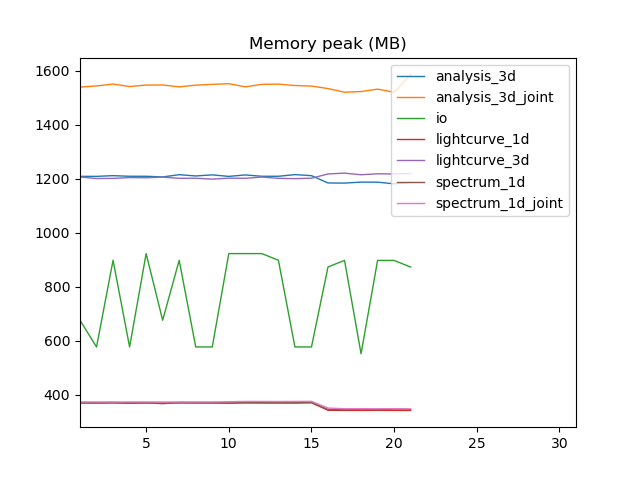 Memory peak (MB)
1600
1400
1200
1000
800
600
400
5
10
15
20
25
30
analysis_3d
analysis_3d_joint
io
lightcurve_1d
lightcurve_3d
spectrum_1d
spectrum_1d_joint